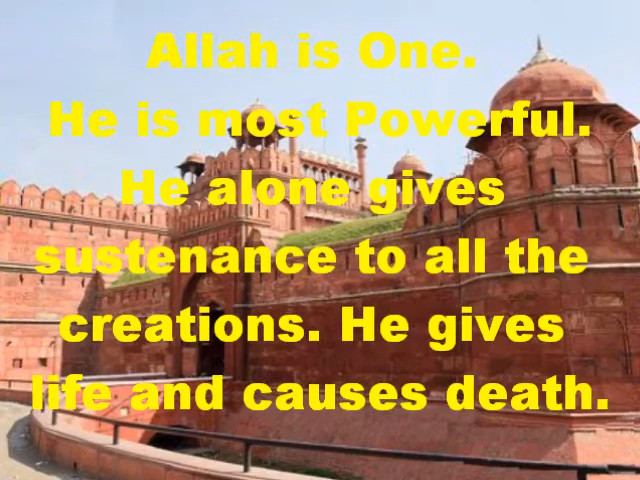 Allah is One.
He is most Powerful.
He alone gives
sustenance to all the
creations. He gives
life and causes death.